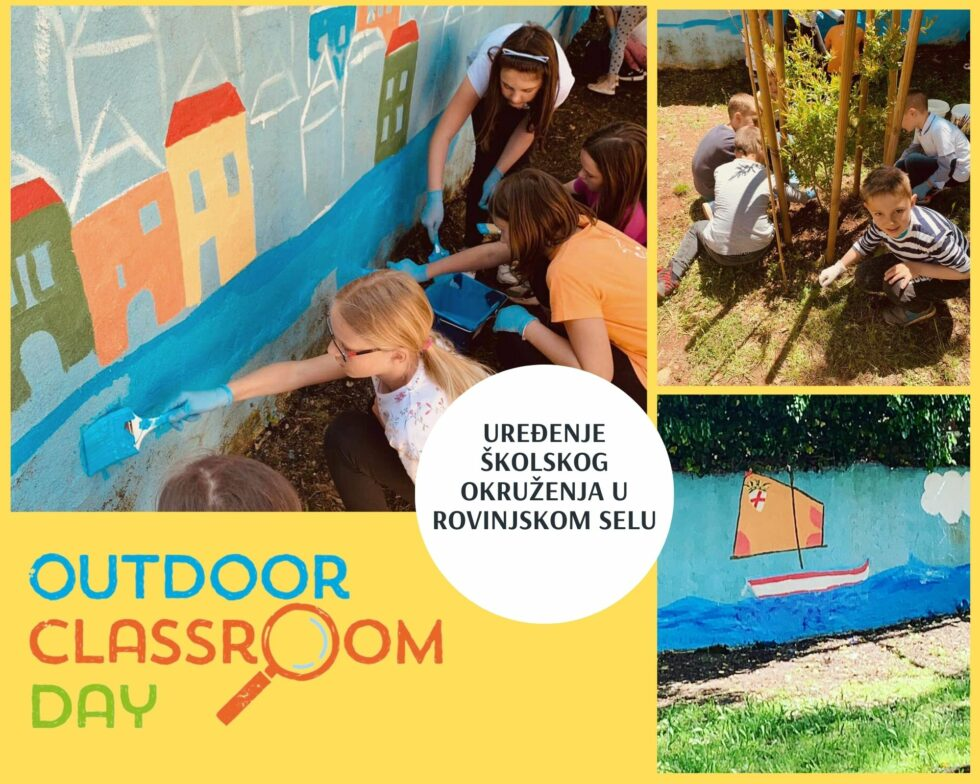 UREĐENJE
ŠKOLSKOG
OKRUŽENJA U
ROVINJSKOM SELU
OUTDOOR
CLASSROOM
DAY